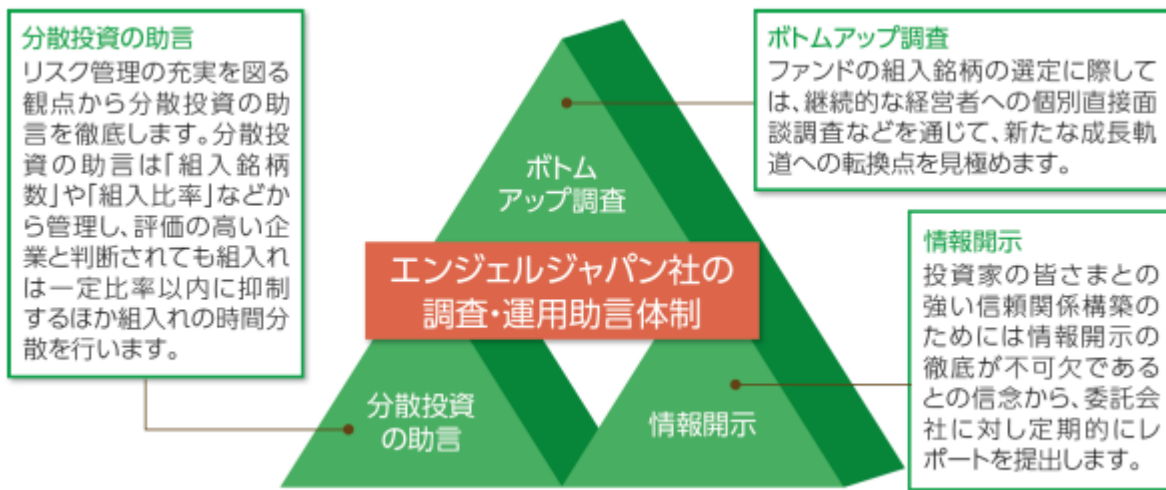 分散投資の助言
リスク管理の充実を図る
観点から分散投資の助
言を徹底します。分散投
資の助言は「組入銘柄
数」や「組入比率」などか
ら管理し、評価の高い企
業と判断されても組入れ
は一定比率以内に抑制
するほか組入れの時間分
散を行います。
ボトムアップ調査
ファンドの組入銘柄の選定に際して
は、継続的な経営者への個別直接面
談調査などを通じて、新たな成長軌
道への転換点を見極めます。
ボトム
アップ調査
エンジェルジャパン社の
調査・運用助言体制
分散投資
の助言
情報開示
情報開示
投資家の皆さまとの
強い信頼関係構築の
ためには情報開示の
徹底が不可欠である
との信念から、委託会
社に対し定期的にレ
ポートを提出します。